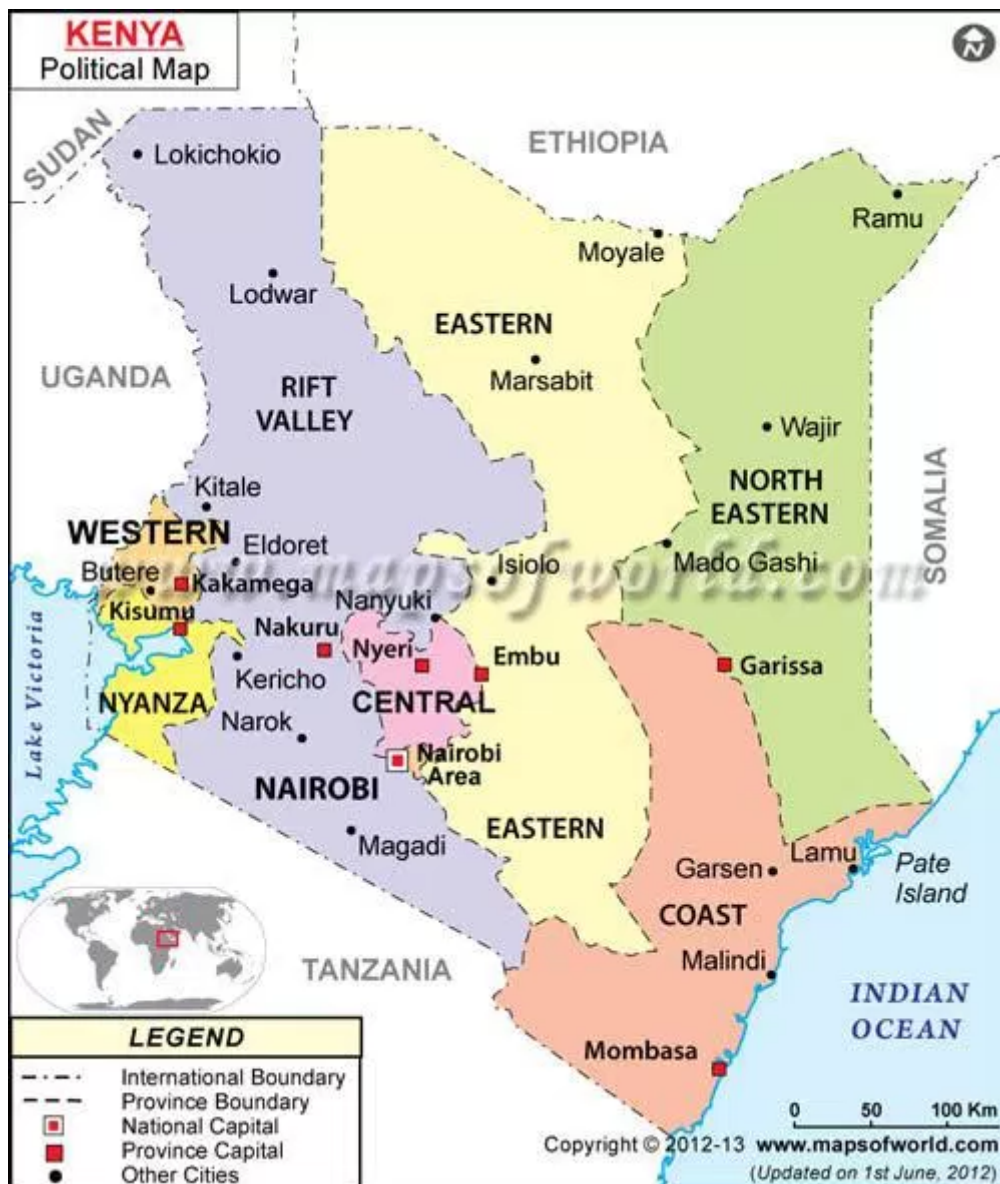 KENYA
Political Map
N
SUDAN
ETHIOPIA
Lokichokio
Ramu
Moyale
Lodwar
EASTERN
Marsabit
UGANDA
RIFT
VALLEY
Wajir
SOMALIA
NORTH
EASTERN
Kitale
WESTERN
Eldoret
Isiolo
Mado Gashi
Butere
Kakamega
www.mapsofworld.com
Kisumu
Nanyuki
Lake Victoria
Nakuru
Nyeri
Embu
Garissa
Kericho
NYANZA
CENTRAL
Narok
Nairobi
Area
NAIROBI
EASTERN
Magadi
Garsen
Lamu
Pate
Island
COAST
TANZANIA
Malindi
INDIAN
OCEAN
Mombasa
LEGEND
International Boundary
Province Boundary
National Capital
Province Capital
Other Cities
0 50 100 Km
Copyright © 2012-13 www.mapsofworld.com
(Updated on 1st June, 2012)